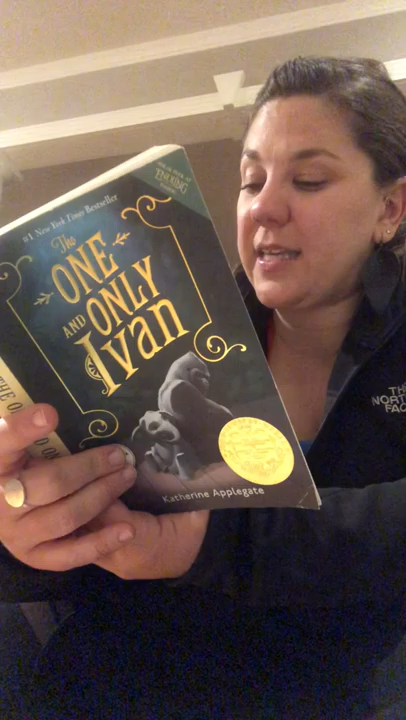 #1 New York Times Bestseller
The
ONE
AND ONLY
Ivan
Katherine Applegate
THE
NORTH
FACE